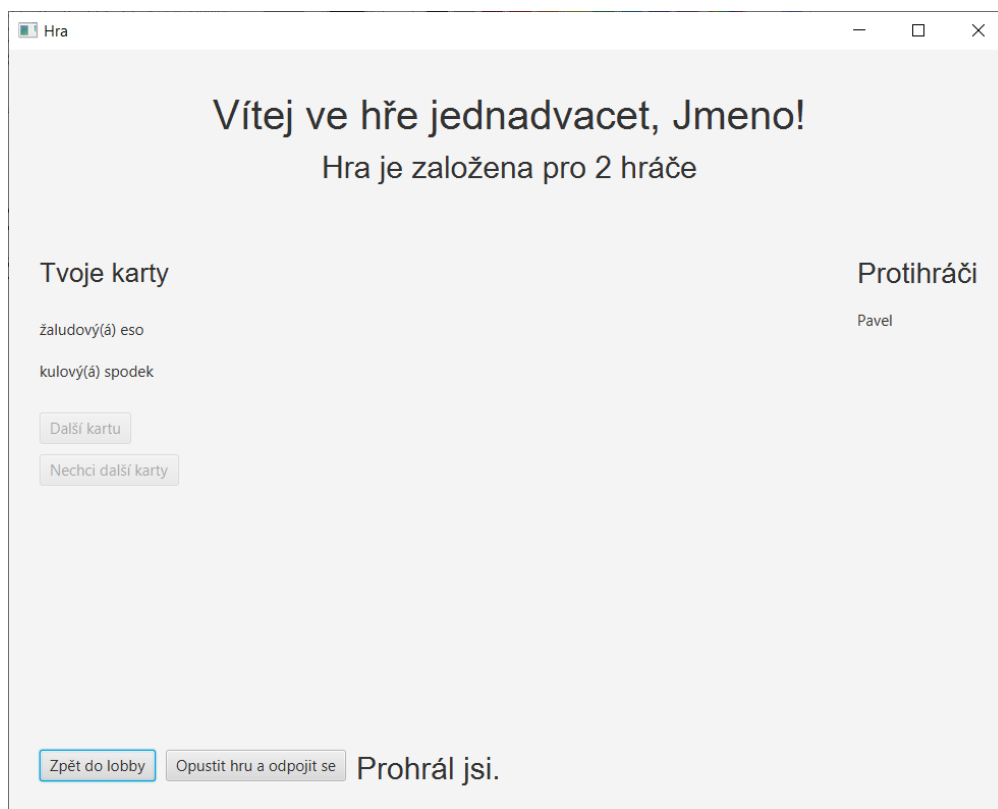 Hra
Vítej ve hře jednadvacet, Jmeno!
Hra je založena pro 2 hráče
Tvoje karty
žaludový(á) eso
kulový(á) spodek
Další kartu
Nechci další karty
Protihráči
Pavel
Zpět do lobby
Opustit hru a odpojit se
Prohrál jsi.